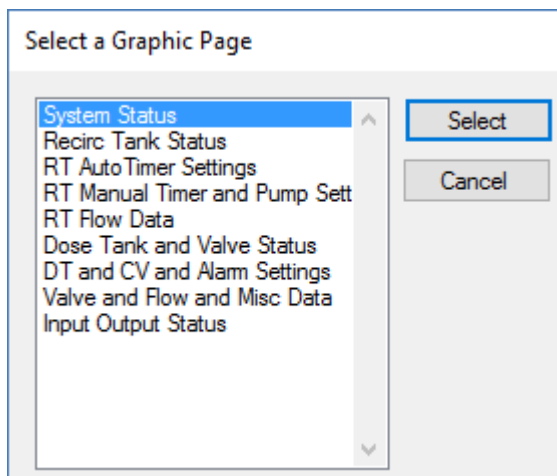 Select a Graphic Page
System Status
Recirc Tank Status
RT AutoTimer Settings
RT Manual Timer and Pump Sett
RT Flow Data
Dose Tank and Valve Status
DT and CV and Alarm Settings
Valve and Flow and Misc Data
Input Output Status
Select
Cancel